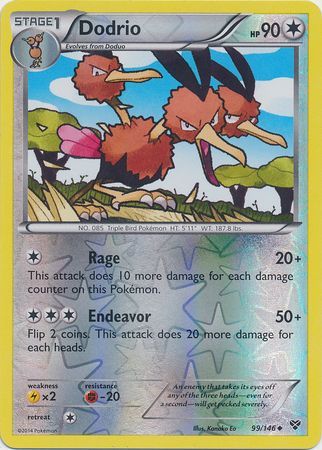 STAGE1
Dodrio
HP 90
Evolves from Doduo
NO. 085 Triple Bird Pokémon HT: 5'11" WT: 187.8 lbs.
Rage 20+
This attack does 10 more damage for each damage
counter on this Pokémon.
Endeavor 50+
Flip 2 coins. This attack does 20 more damage for
each heads.
weakness
×2
resistance
-20
retreat
An enemy that takes its eyes off
any of the three heads—even for
a second—will get pecked severely.
©2014 Pokémon
Illus. Kanako Eo
99/146
XY